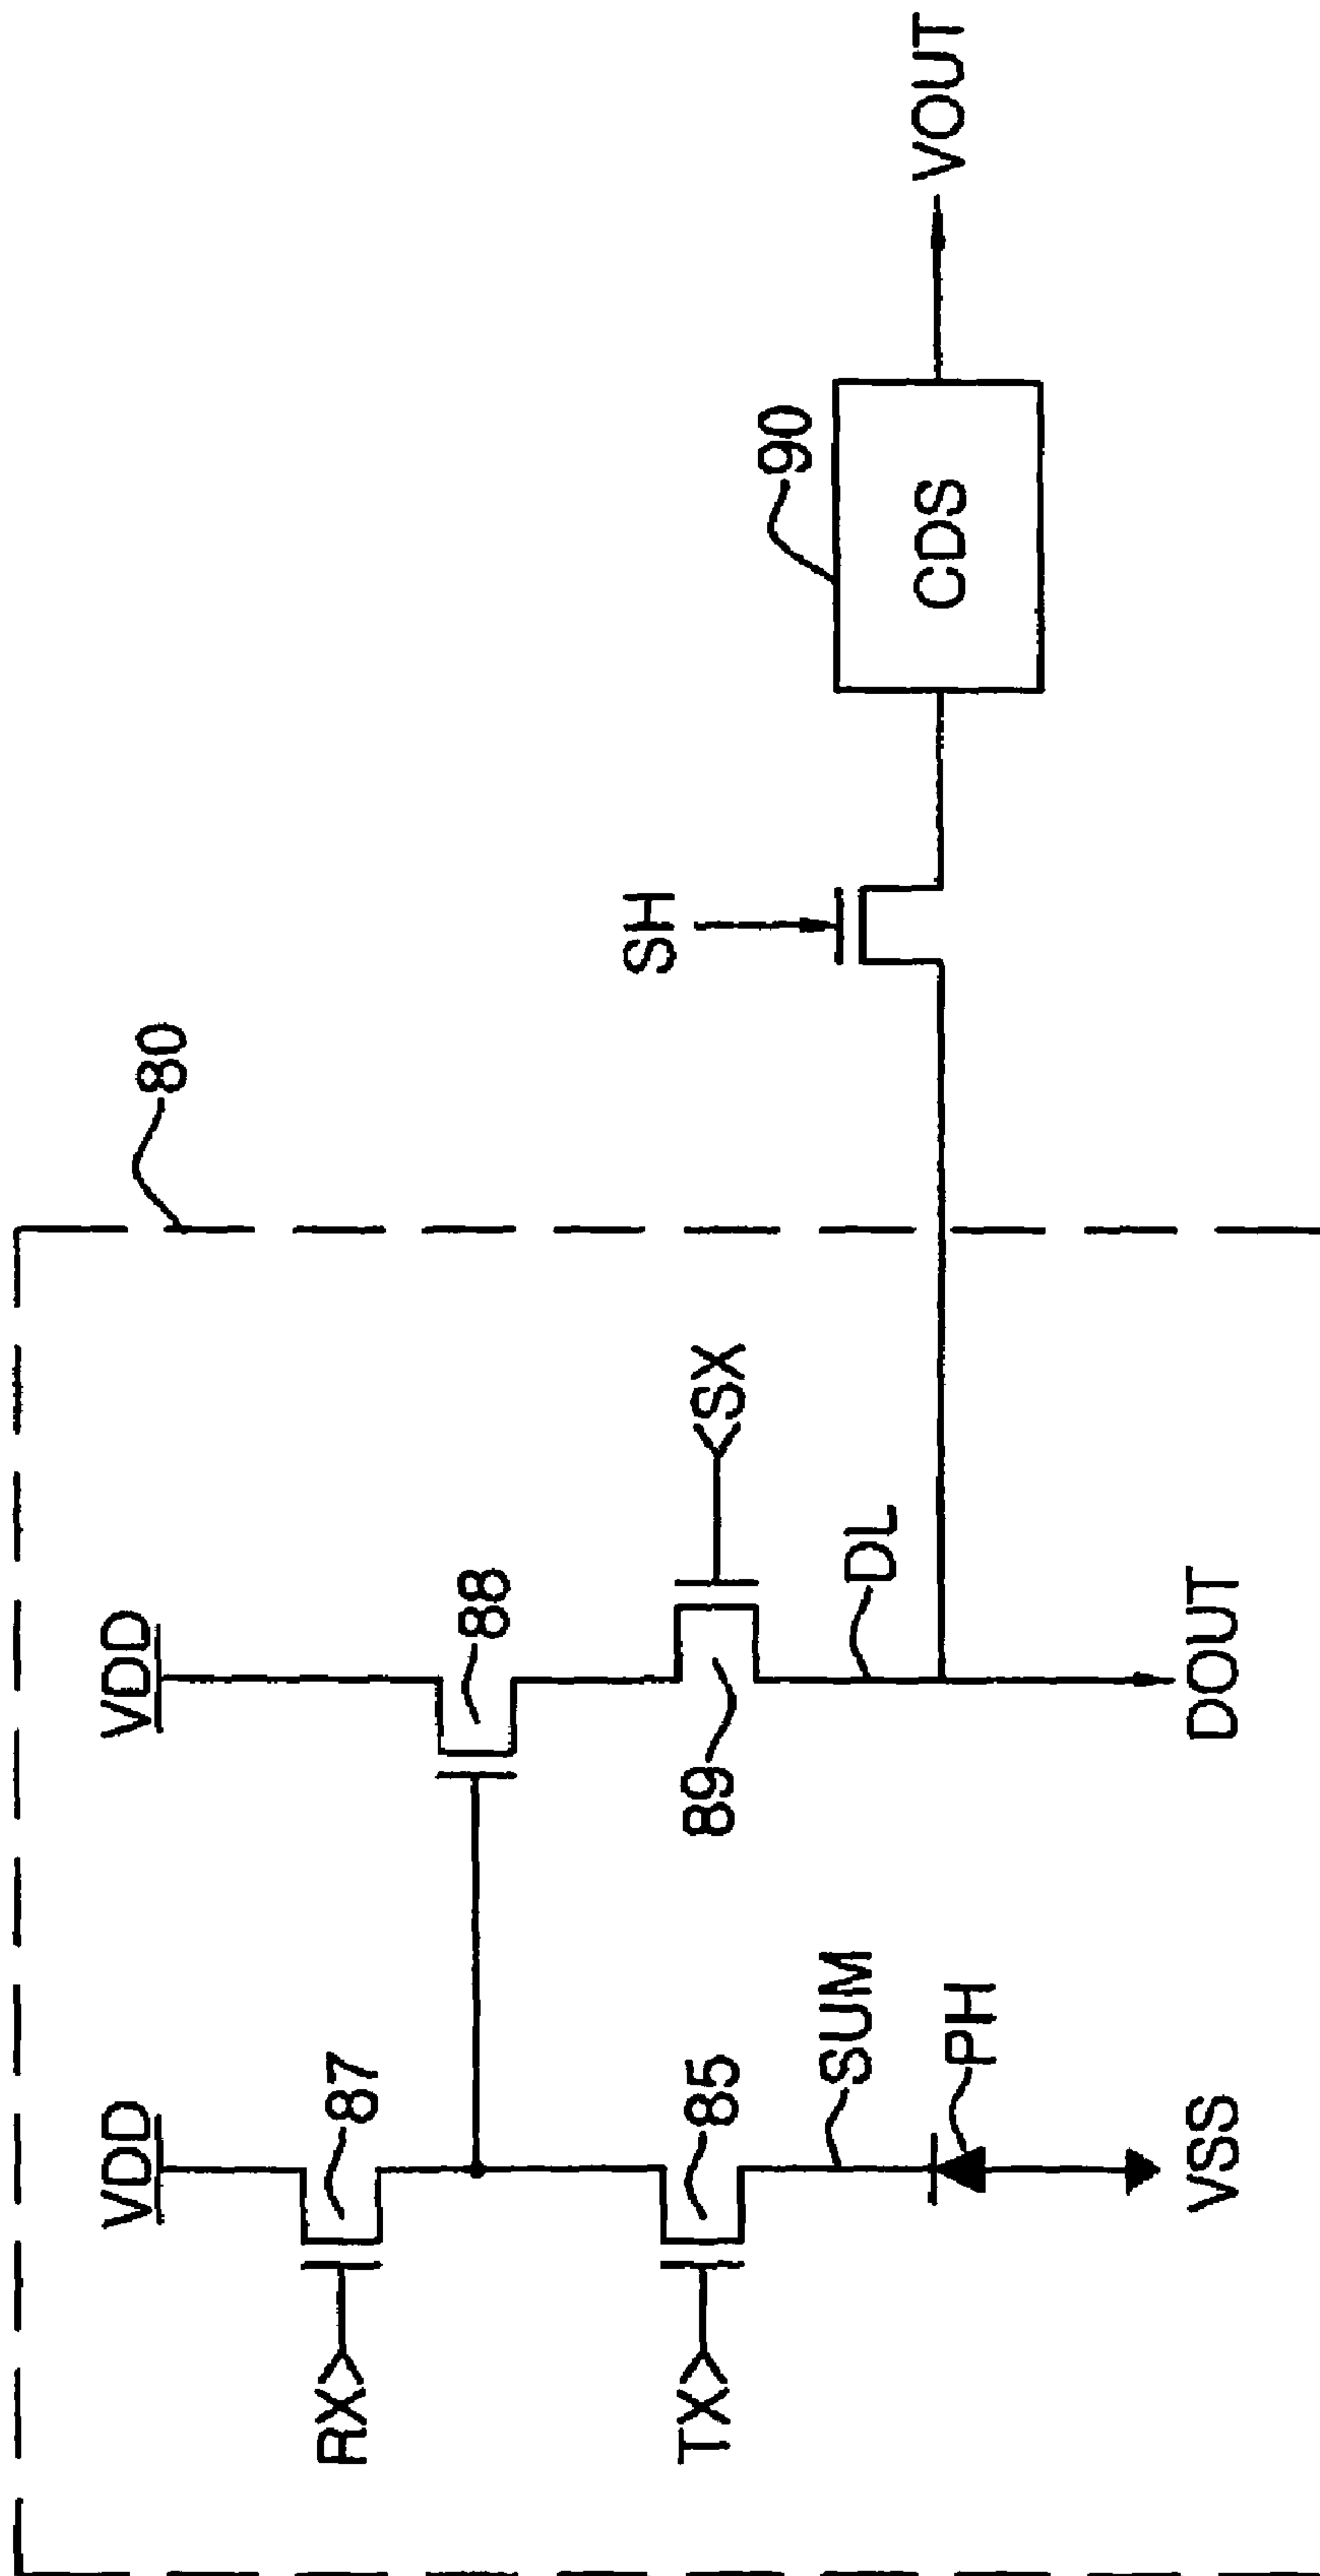 80
VDD
VDD
RX
87
88
SH
90
TX
85
89
SX
SUM
DL
CDS
VOUT
PH
VSS
DOUT